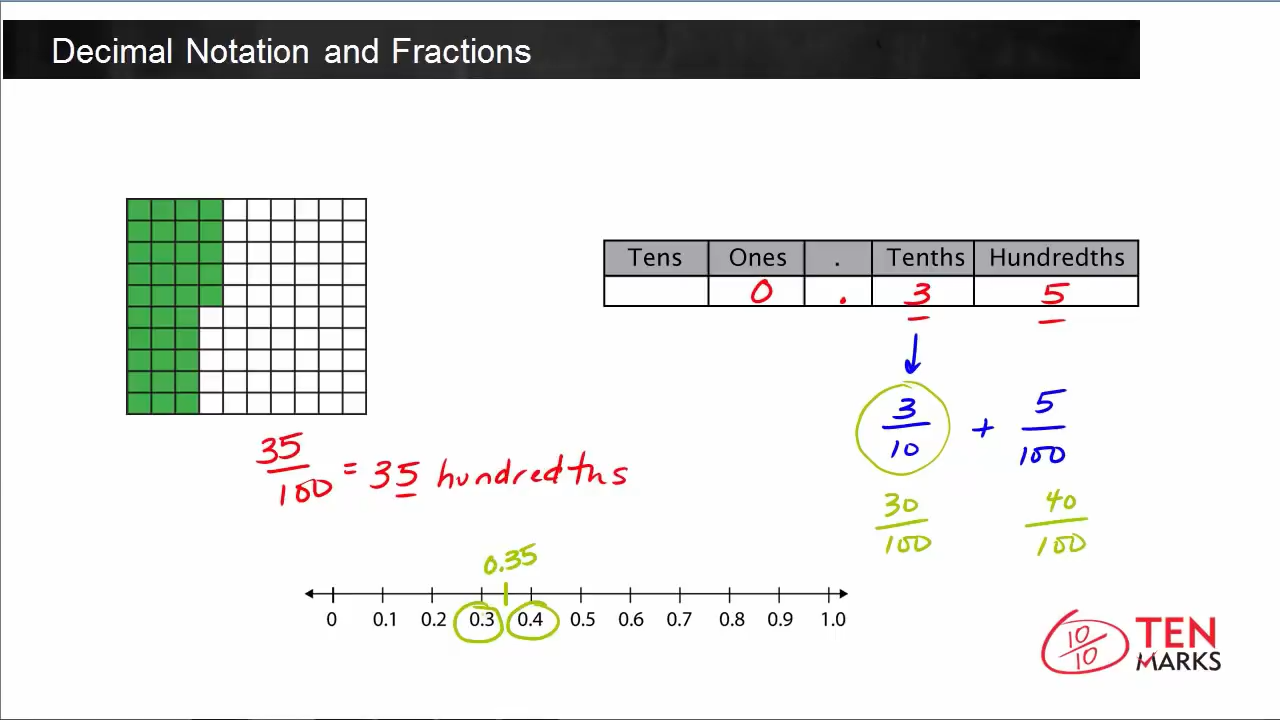 Decimal Notation and Fractions
Tens Ones . Tenths Hundredths
0 . 3 5
3/10 + 5/100
30/100 40/100
35/100 = 35 hundredths
0.35
0 0.1 0.2 0.3 0.4 0.5 0.6 0.7 0.8 0.9 1.0
10/10 TEN
MARKS